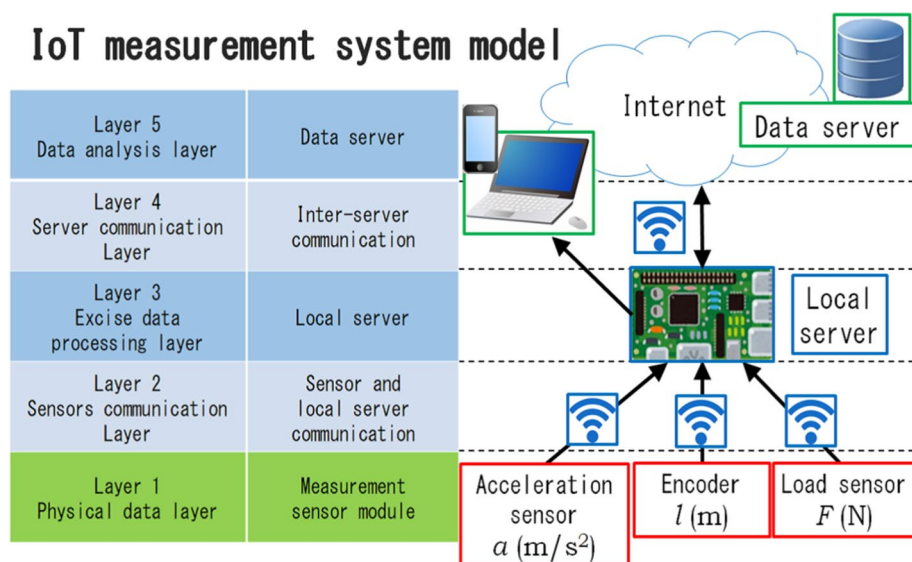 IoT measurement system model
Layer 5
Data analysis layer
Data server
Layer 4
Server communication
Layer
Inter-server
communication
Layer 3
Excise data
processing layer
Local server
Layer 2
Sensors communication
Layer
Sensor and
local server
communication
Layer 1
Physical data layer
Measurement
sensor module
Internet
Data server
Local
server
Acceleration
sensor
a (m/s²)
Encoder
l (m)
Load sensor
F (N)